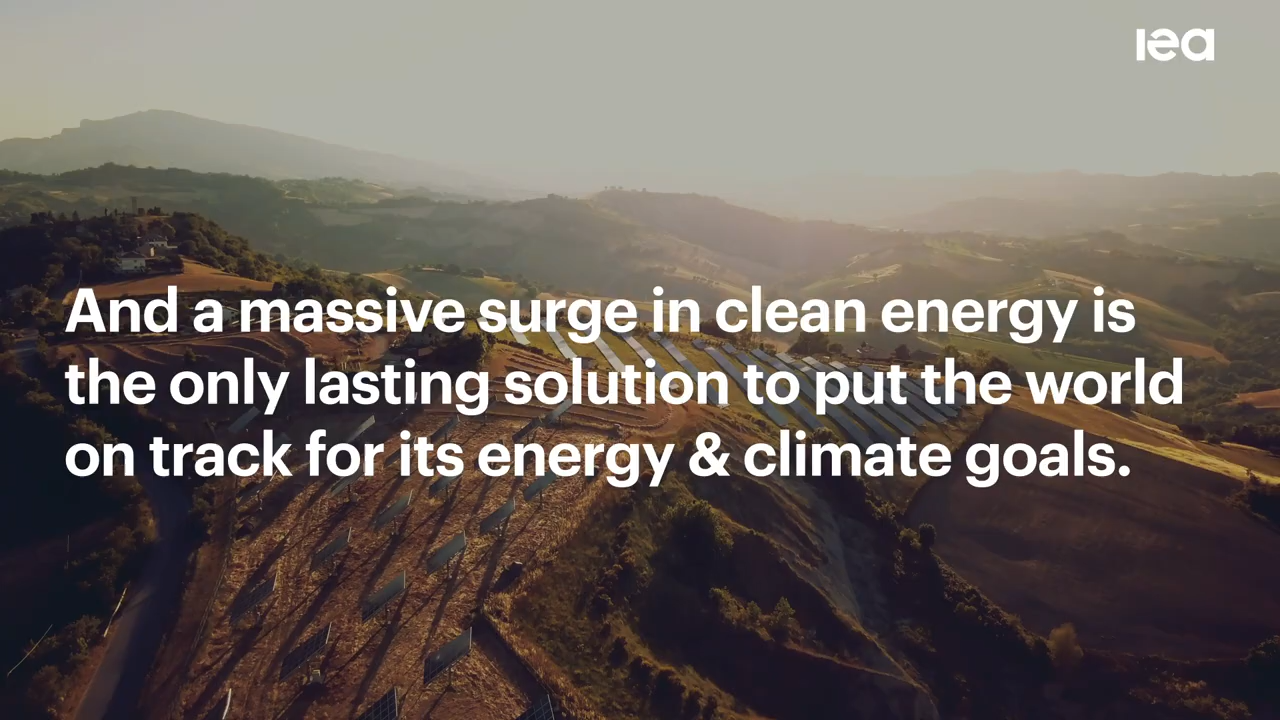 iea
And a massive surge in clean energy is
the only lasting solution to put the world
on track for its energy & climate goals.